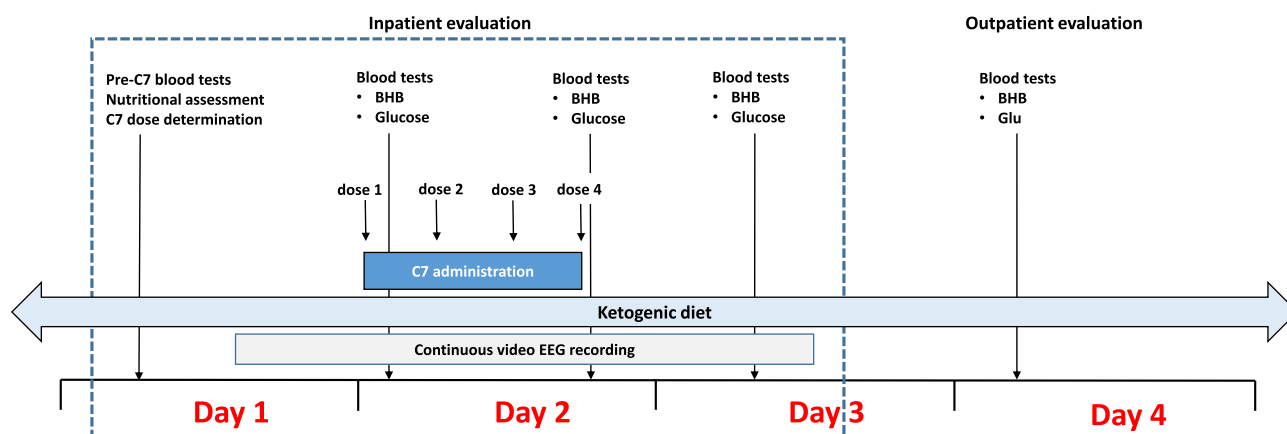 Inpatient evaluation
Outpatient evaluation
Pre-C7 blood tests
Nutritional assessment
C7 dose determination
Blood tests
• BHB
• Glucose
Blood tests
• BHB
• Glucose
Blood tests
• BHB
• Glucose
Blood tests
• BHB
• Glu
dose 1
dose 2
dose 3
dose 4
C7 administration
Ketogenic diet
Continuous video EEG recording
Day 1
Day 2
Day 3
Day 4